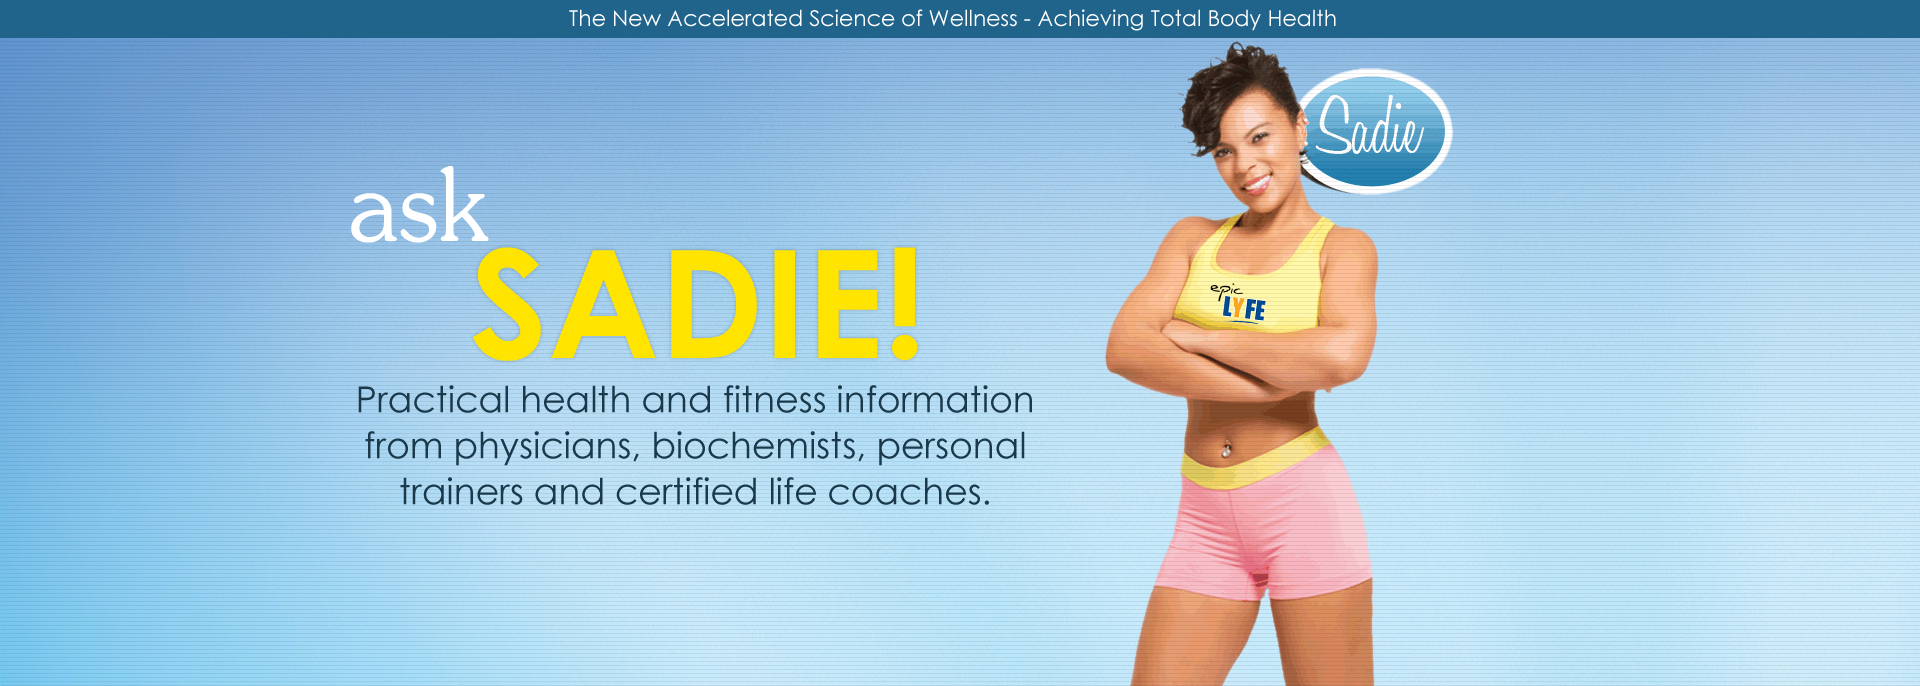 The New Accelerated Science of Wellness - Achieving Total Body Health
Sadie
ask
SADIE!
epic
LYFE
Practical health and fitness information
from physicians, biochemists, personal
trainers and certified life coaches.